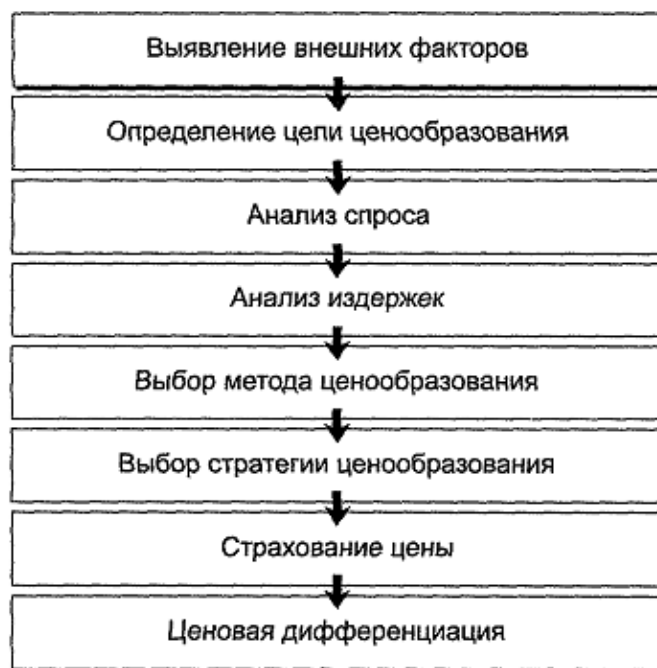 Выявление внешних факторов
Определение цели ценообразования
Анализ спроса
Анализ издержек
Выбор метода ценообразования
Выбор стратегии ценообразования
Страхование цены
Ценовая дифференциация